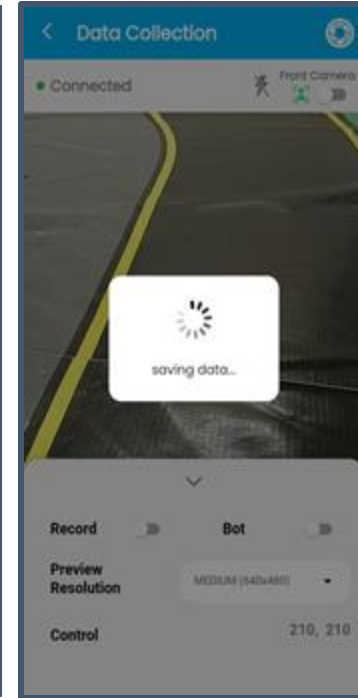 Data Collection
Connected
Front Camera
saving data...
Record
Bot
Preview
Resolution
MEDIUM (640x480)
Control
210, 210